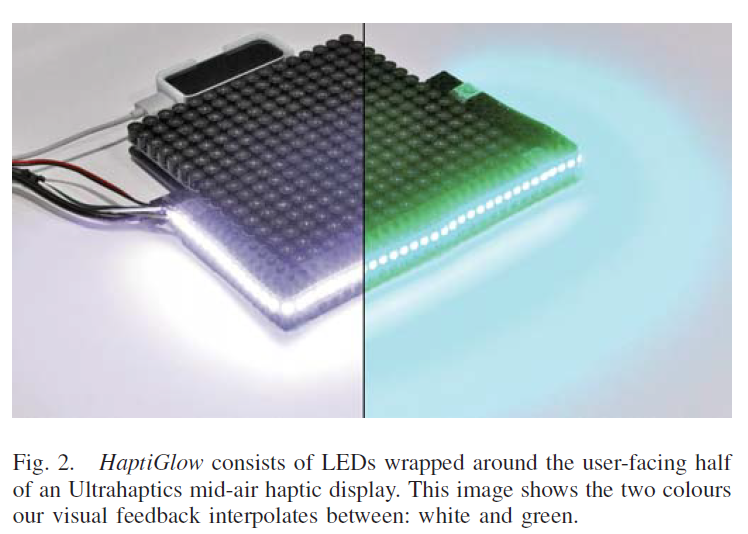 Fig. 2. HaptiGlow consists of LEDs wrapped around the user-facing half
of an Ultrahaptics mid-air haptic display. This image shows the two colours
our visual feedback interpolates between: white and green.